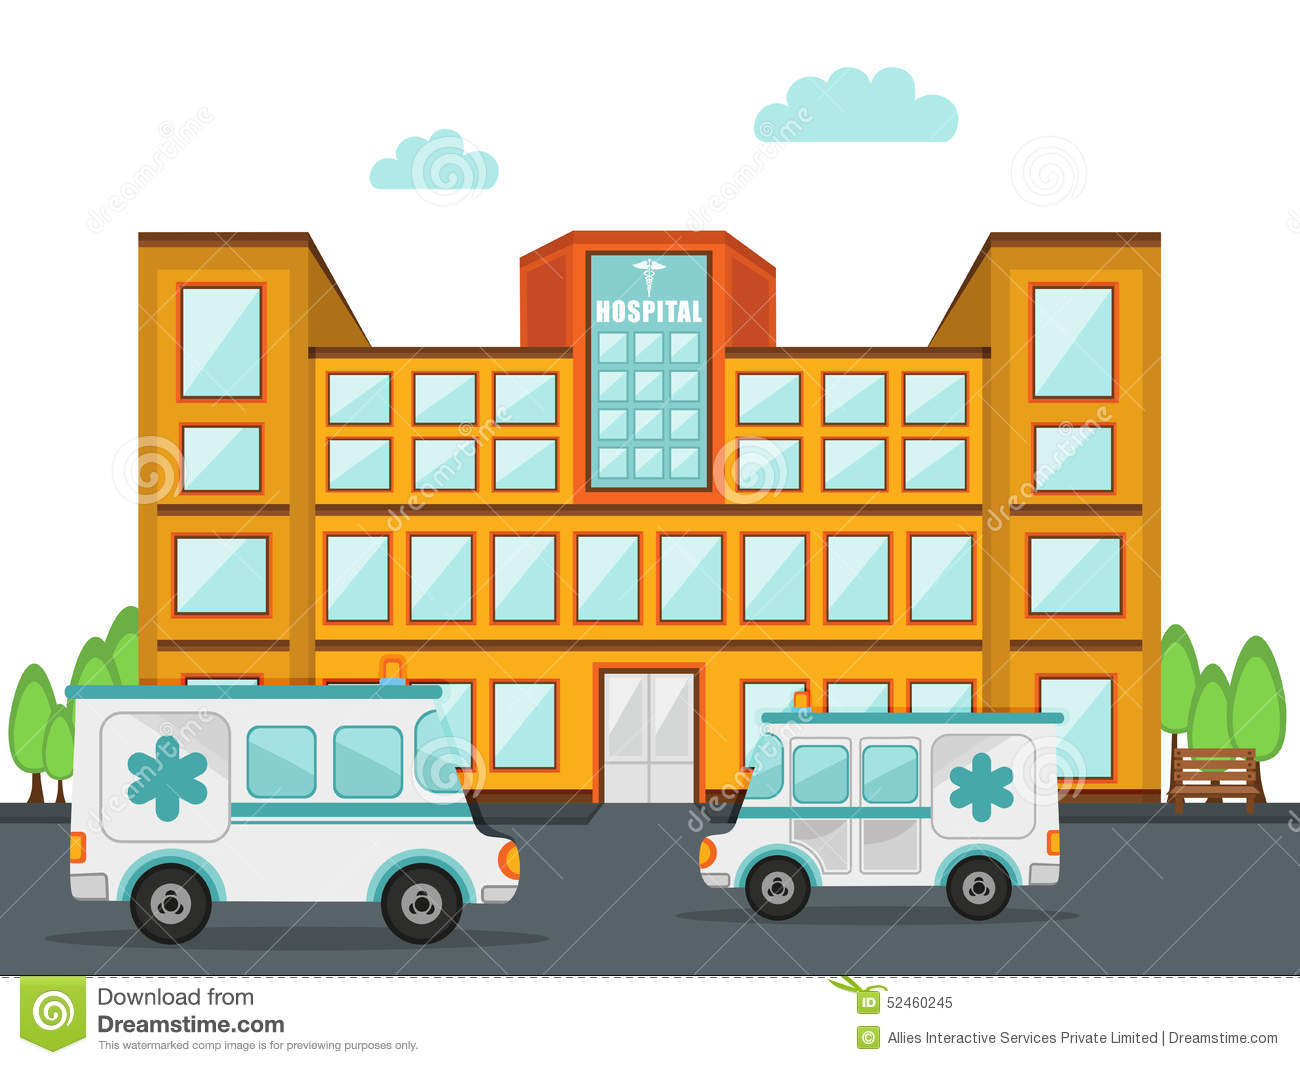 HOSPITAL
dreamstime
Download from
Dreamstime.com
This watermarked comp image is for previewing purposes only.
ID 52460245
© Allies Interactive Services Private Limited | Dreamstime.com